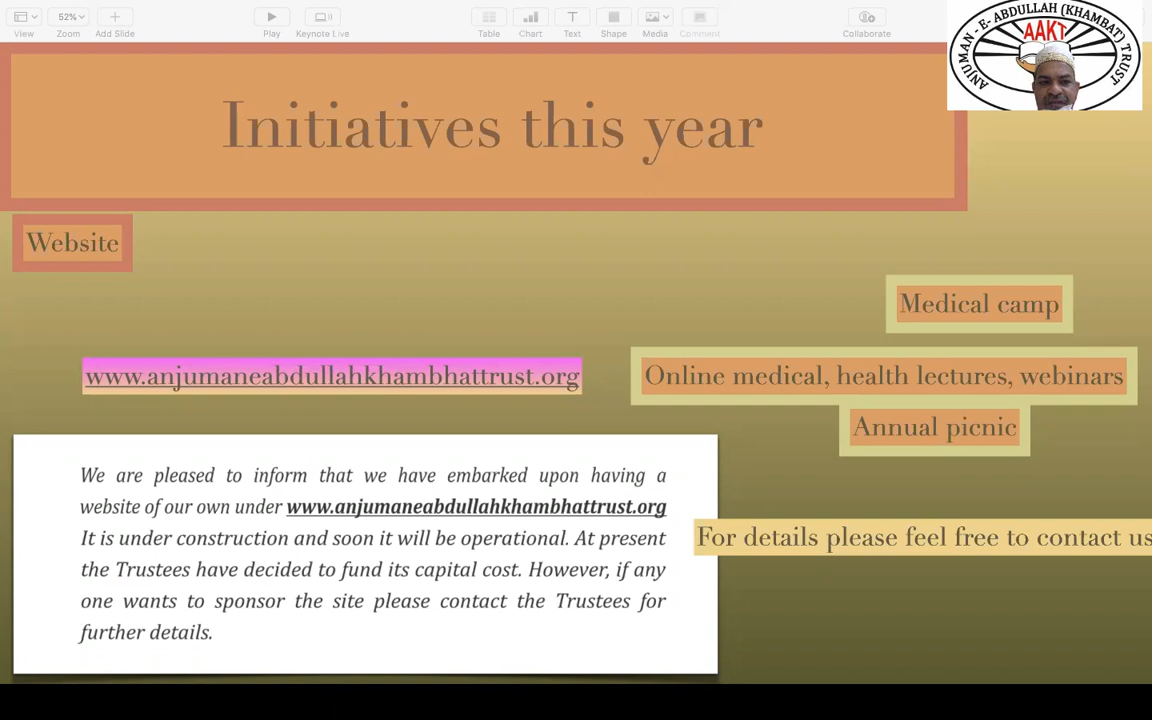 View
52%
Zoom
Add Slide
Play
Keynote Live
Table
Chart
Text
Shape
Media
Comment
Collaborate
ANJUMAN - E- ABDULLAH (KHAMBAT) TRUST
AAKT
Initiatives this year
Website
Medical camp
www.anjumaneabdullahkhambhattrust.org
Online medical, health lectures, webinars
Annual picnic
We are pleased to inform that we have embarked upon having a
website of our own under www.anjumaneabdullahkhambhattrust.org
It is under construction and soon it will be operational. At present
the Trustees have decided to fund its capital cost. However, if any
one wants to sponsor the site please contact the Trustees for
further details.
For details please feel free to contact us